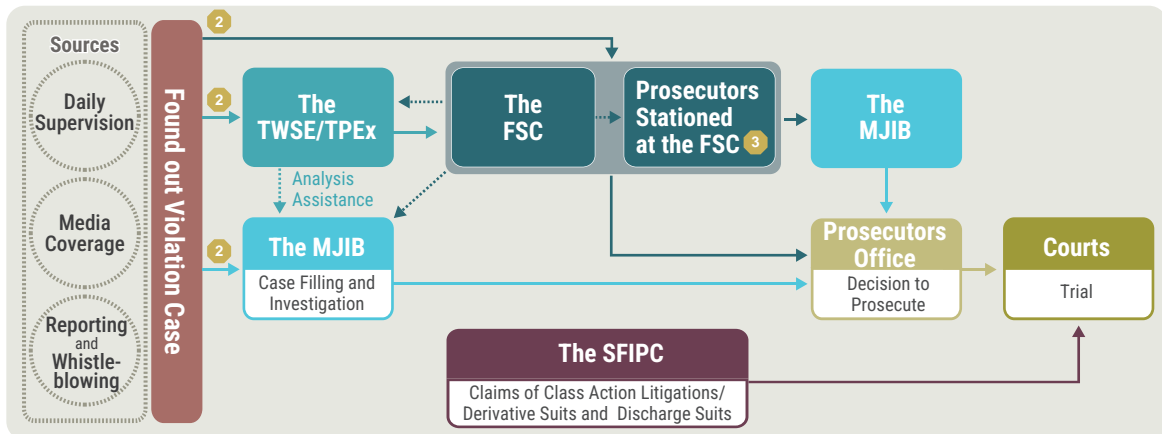 Sources
Daily
Supervision
Media
Coverage
Reporting
and
Whistle-
blowing
Found out Violation Case
2
2
2
The
TWSE/TPEx
Analysis
Assistance
The
FSC
Prosecutors
Stationed
at the FSC 3
The
MJIB
The MJIB
Case Filling and
Investigation
Prosecutors
Office
Decision to
Prosecute
Courts
Trial
The SFIPC
Claims of Class Action Litigations/
Derivative Suits and Discharge Suits